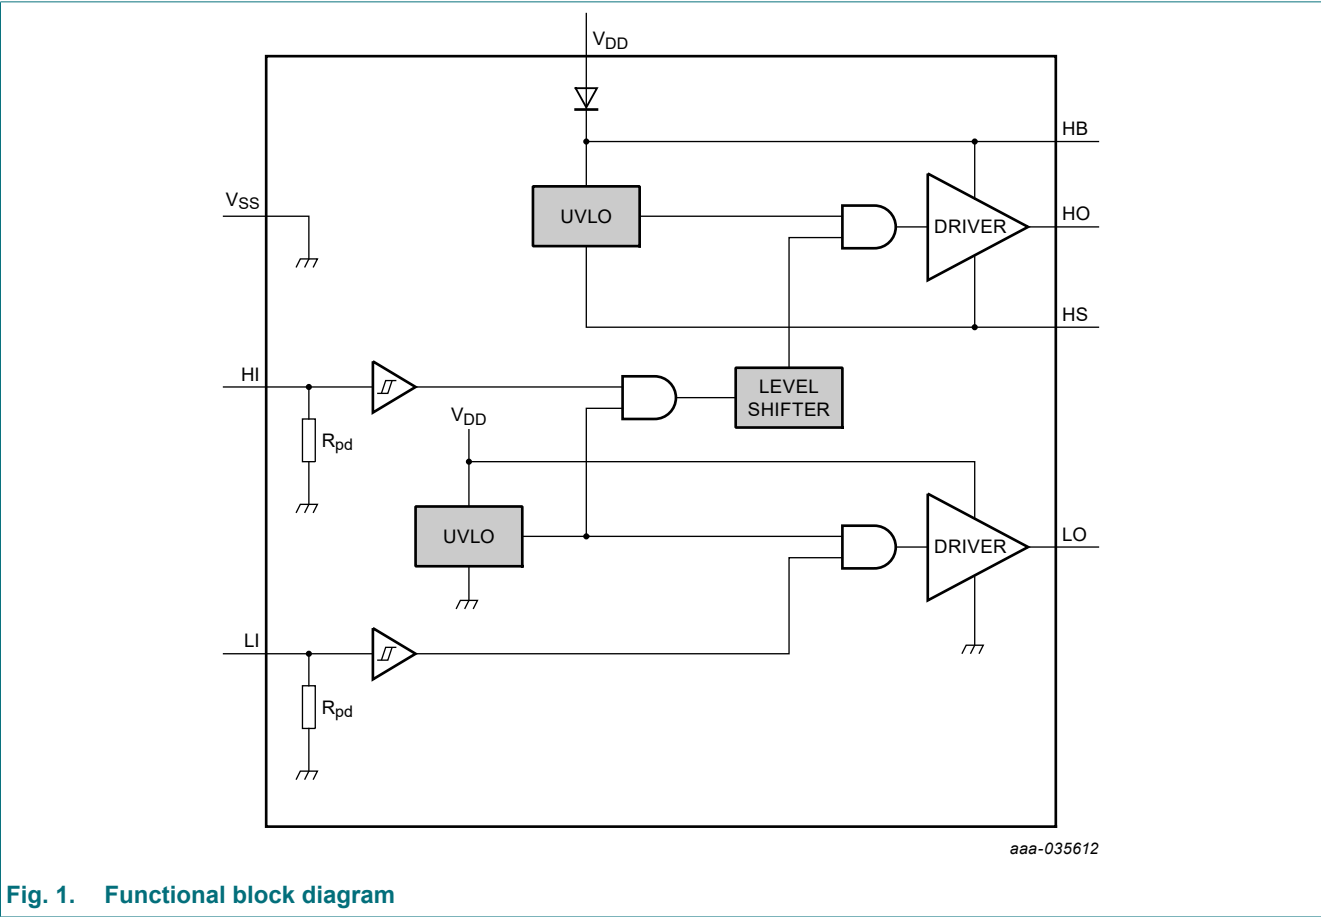 VDD
HB
VSS
UVLO
DRIVER
HO
HS
HI
LEVEL
SHIFTER
VDD
Rpd
UVLO
DRIVER
LO
LI
Rpd
aaa-035612
Fig. 1. Functional block diagram